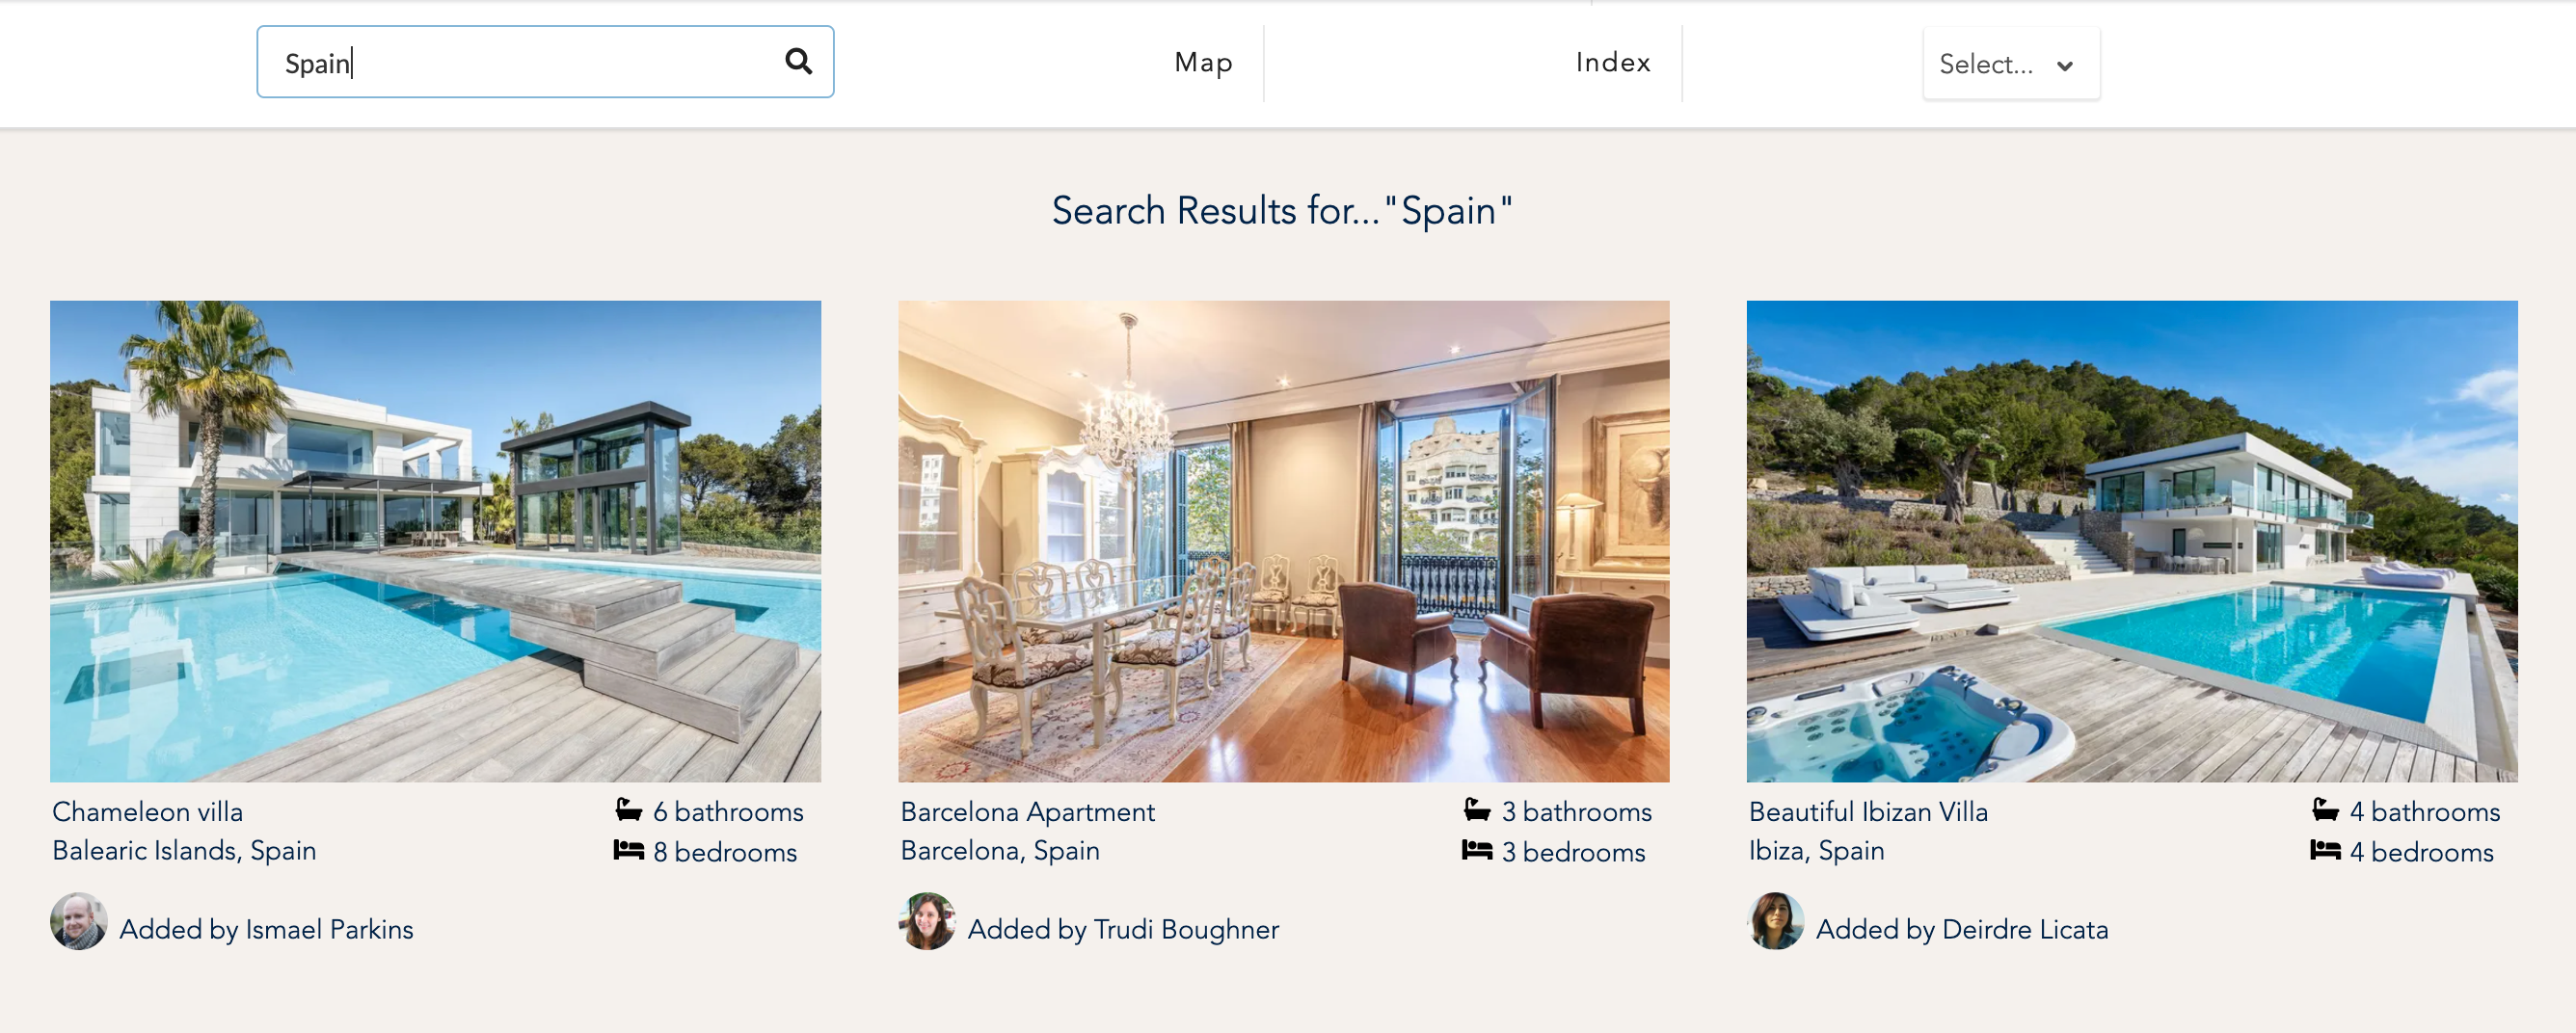 Spain
Map
Index
Select...
Search Results for..."Spain"
Chameleon villa
Balearic Islands, Spain
6 bathrooms
8 bedrooms
Added by Ismael Parkins
Barcelona Apartment
Barcelona, Spain
3 bathrooms
3 bedrooms
Added by Trudi Boughner
Beautiful Ibizan Villa
Ibiza, Spain
4 bathrooms
4 bedrooms
Added by Deirdre Licata